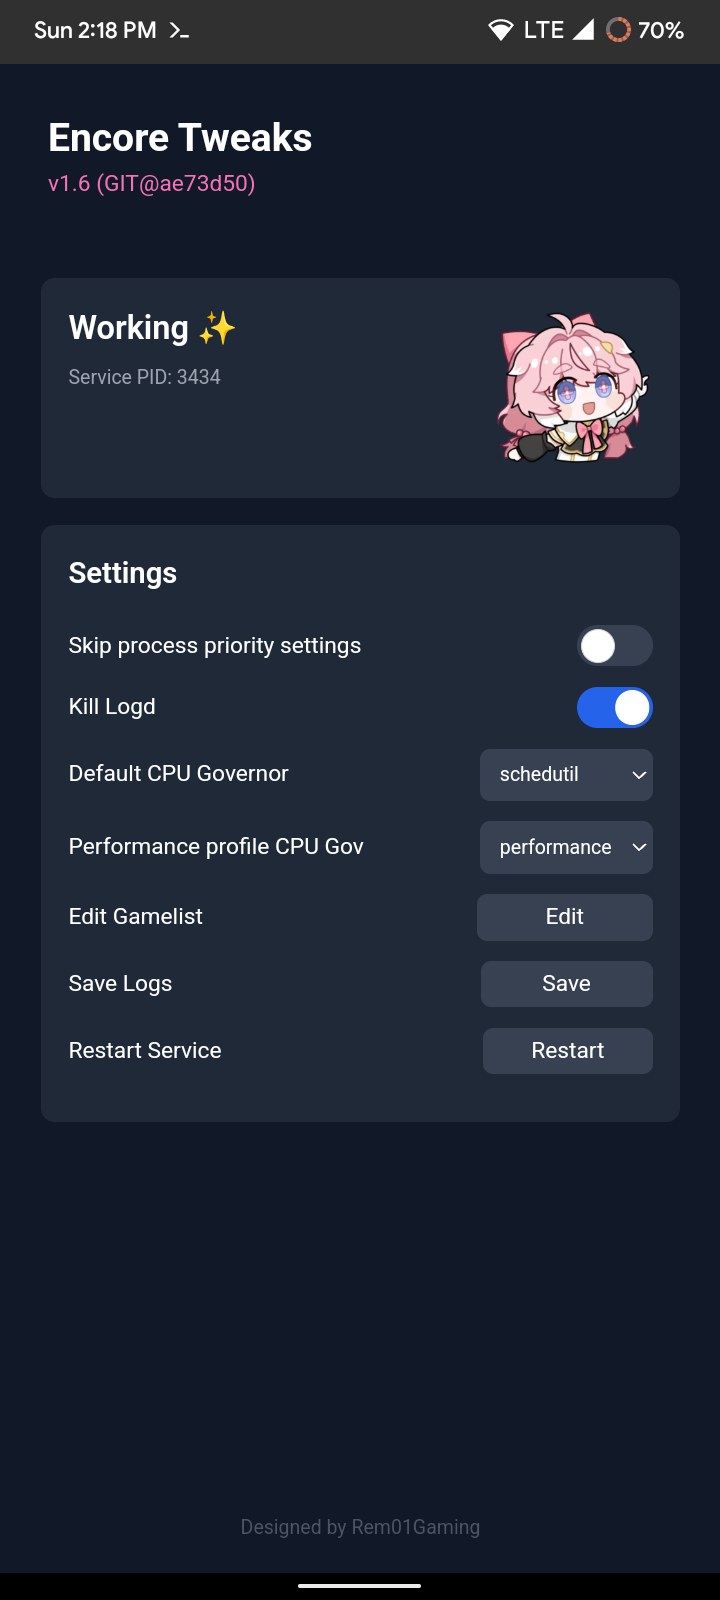 Sun 2:18 PM
LTE 70%
Encore Tweaks
v1.6 (GIT@ae73d50)
Working ✨
Service PID: 3434
Settings
Skip process priority settings
Kill Logd
Default CPU Governor schedutil
Performance profile CPU Gov performance
Edit Gamelist Edit
Save Logs Save
Restart Service Restart
Designed by Rem01Gaming